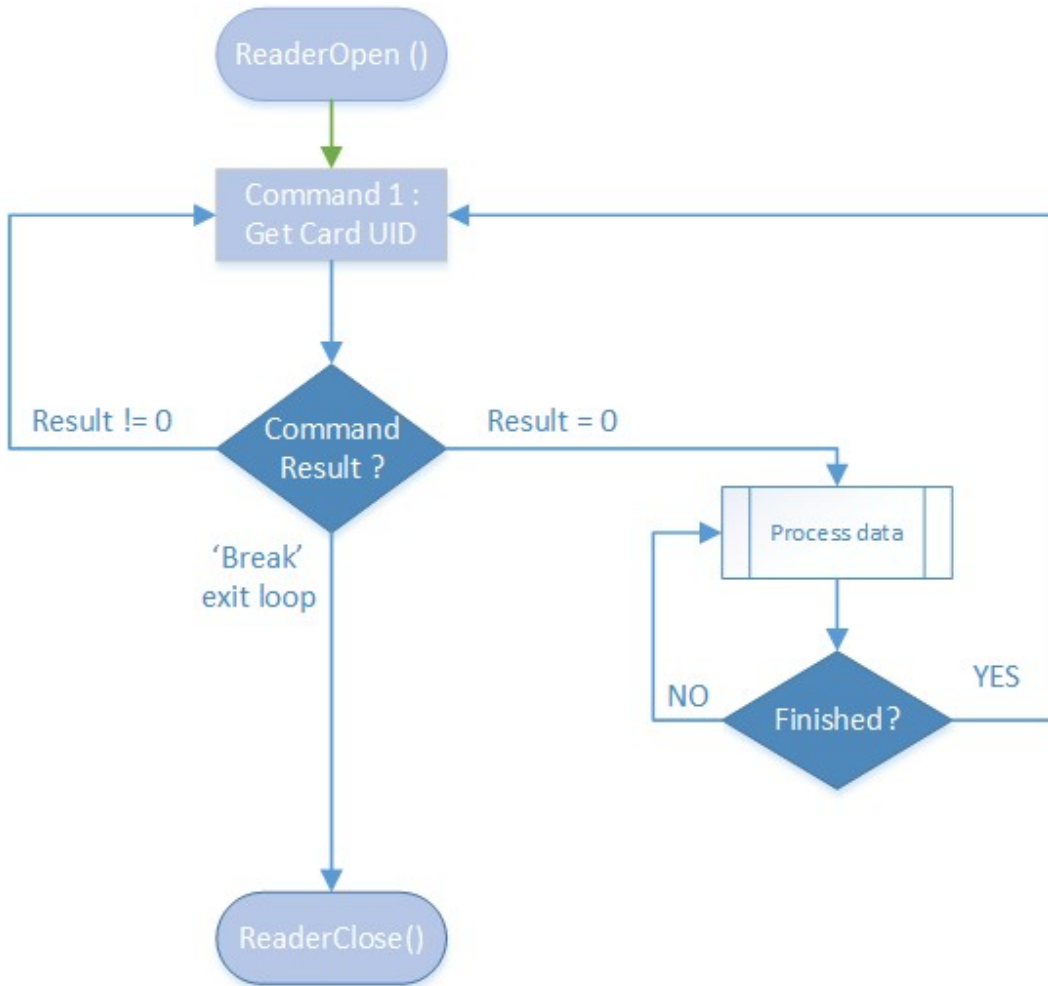 ReaderOpen ()
Command 1 :
Get Card UID
Result != 0
Command
Result ?
Result = 0
Process data
'Break'
exit loop
NO
Finished ?
YES
ReaderClose()